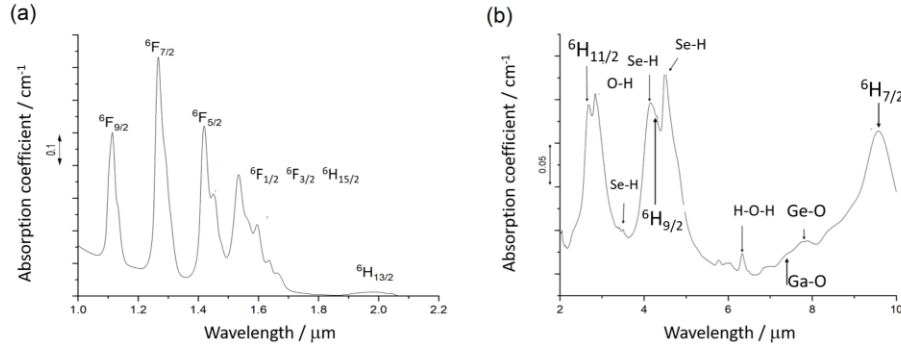 (a)
⁶F₇/₂
⁶F₉/₂
⁶F₅/₂
⁶F₁/₂ ⁶F₃/₂ ⁶H₁₅/₂
⁶H₁₃/₂
Absorption coefficient / cm⁻¹
0.1
1.0 1.2 1.4 1.6 1.8 2.0 2.2
Wavelength / μm
(b)
⁶H₁₁/₂
O-H
Se-H
Se-H
⁶H₇/₂
Se-H
⁶H₉/₂
H-O-H
Ge-O
Ga-O
Absorption coefficient / cm⁻¹
0.05
2 4 6 8 10
Wavelength / μm